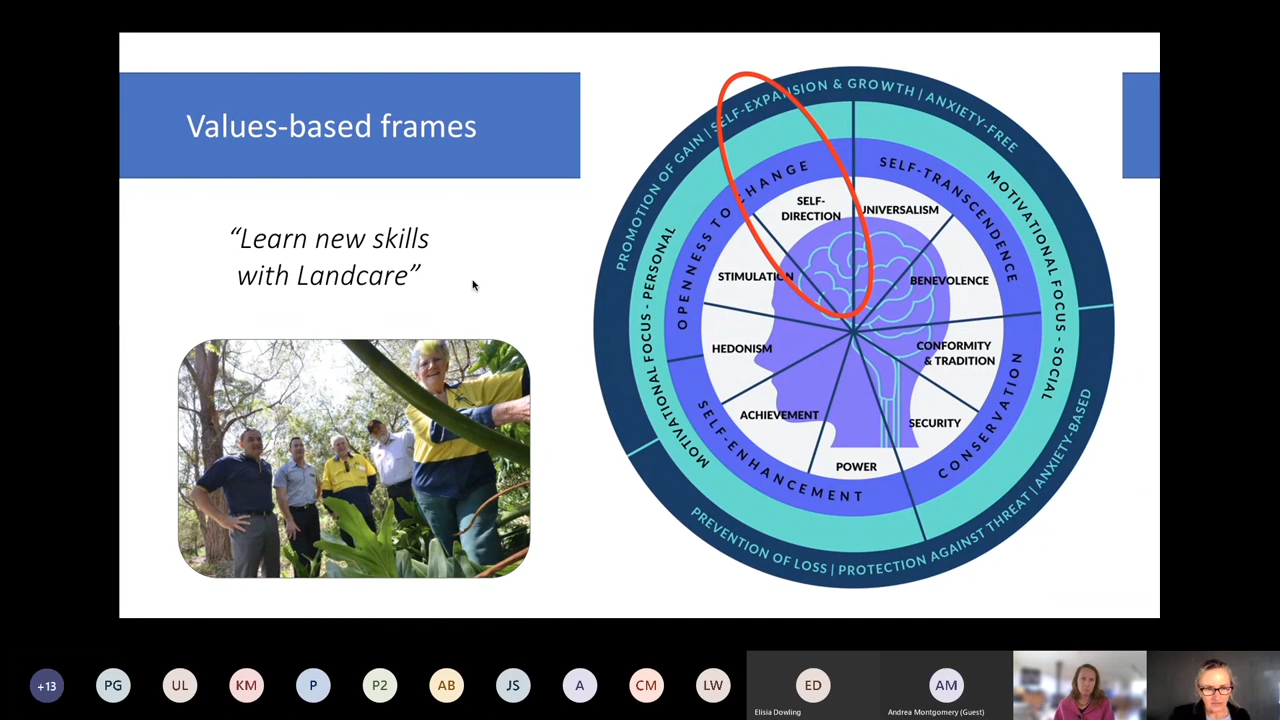 Values-based frames
“Learn new skills
with Landcare”
PROMOTION OF GAIN | SELF-EXPANSION & GROWTH | ANXIETY-FREE
MOTIVATIONAL FOCUS - PERSONAL
MOTIVATIONAL FOCUS - SOCIAL
OPENNESS TO CHANGE
SELF-TRANSCENDENCE
SELF-
DIRECTION
UNIVERSALISM
STIMULATION
BENEVOLENCE
HEDONISM
CONFORMITY
& TRADITION
ACHIEVEMENT
SECURITY
POWER
SELF-ENHANCEMENT
CONSERVATION
PREVENTION OF LOSS | PROTECTION AGAINST THREAT | ANXIETY-BASED
+13
PG
UL
KM
P
P2
AB
JS
A
CM
LW
ED
AM
Elisia Dowling
Andrea Montgomery (Guest)